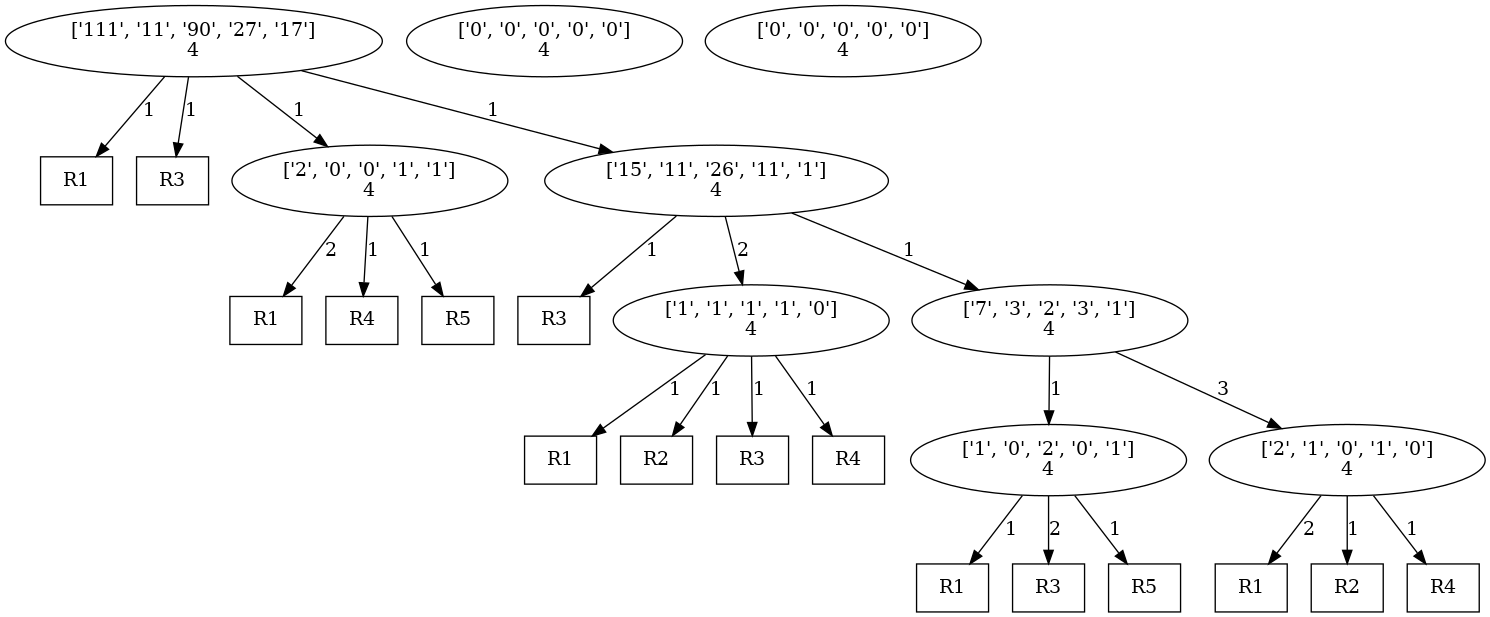 ['111', '11', '90', '27', '17']
4
['0', '0', '0', '0', '0']
4
['0', '0', '0', '0', '0']
4
1
1
1
1
R1
R3
['2', '0', '0', '1', '1']
4
['15', '11', '26', '11', '1']
4
2
1
1
1
2
1
R1
R4
R5
R3
['1', '1', '1', '1', '0']
4
['7', '3', '2', '3', '1']
4
1
1
1
1
1
3
R1
R2
R3
R4
['1', '0', '2', '0', '1']
4
['2', '1', '0', '1', '0']
4
1
2
1
2
1
1
R1
R3
R5
R1
R2
R4